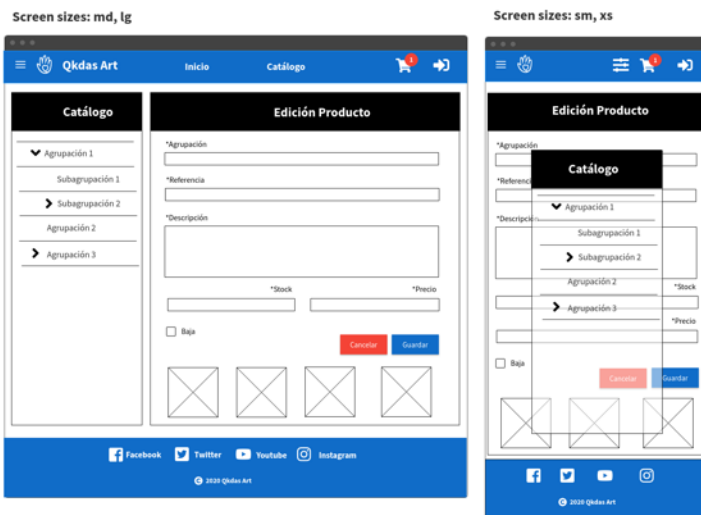 Screen sizes: md, lg
Qkdas Art
Inicio
Catálogo
1
Catálogo
Agrupación 1
Subagrupación 1
Subagrupación 2
Agrupación 2
Agrupación 3
Edición Producto
*Agrupación
*Referencia
*Descripción
*Stock
*Precio
Baja
Cancelar
Guardar
Facebook
Twitter
Youtube
Instagram
© 2020 Qkdas Art
Screen sizes: sm, xs
1
Edición Producto
*Agrupación
*Referenci
*Descripción
Catálogo
Agrupación 1
Subagrupación 1
Subagrupación 2
Agrupación 2
Agrupación 3
*Stock
*Precio
Baja
Cancelar
Guardar
© 2020 Qkdas Art